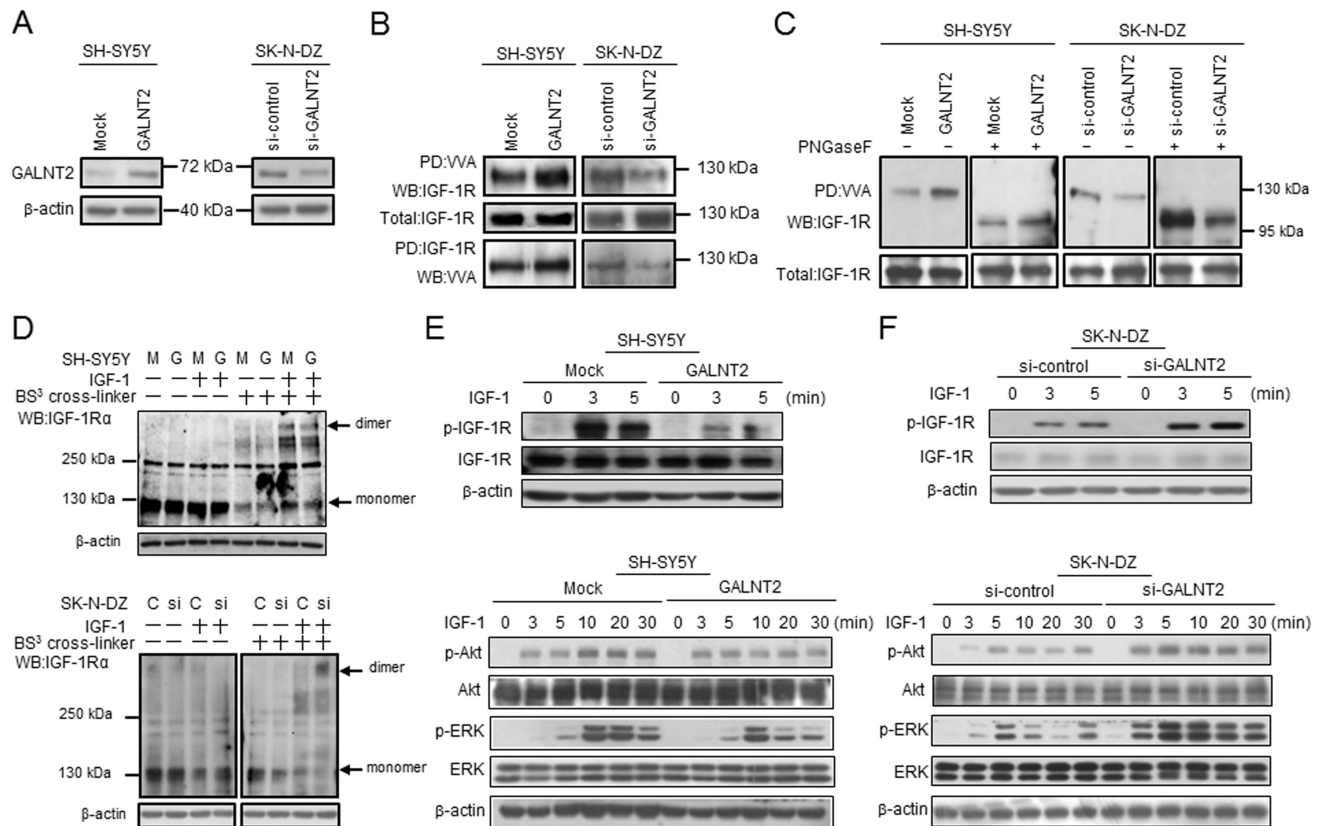 A
SH-SY5Y
SK-N-DZ
Mock
GALNT2
si-control
si-GALNT2
GALNT2
72 kDa
β-actin
40 kDa
B
SH-SY5Y
SK-N-DZ
Mock
GALNT2
si-control
si-GALNT2
PD:VVA
WB:IGF-1R
130 kDa
Total:IGF-1R
130 kDa
PD:IGF-1R
WB:VVA
130 kDa
C
SH-SY5Y
SK-N-DZ
Mock
GALNT2
Mock
GALNT2
si-control
si-GALNT2
si-control
si-GALNT2
PNGaseF − − + + − − + +
PD:VVA
WB:IGF-1R
130 kDa
95 kDa
Total:IGF-1R
D
SH-SY5Y M G M G M G M G
IGF-1 — — + + — — + +
BS³ cross-linker — — — — + + + +
WB:IGF-1Rα
dimer
250 kDa
130 kDa
monomer
β-actin
SK-N-DZ C si C si C si C si
IGF-1 — — + + — — + +
BS³ cross-linker — — — — + + + +
WB:IGF-1Rα
dimer
250 kDa
130 kDa
monomer
β-actin
E
SH-SY5Y
Mock GALNT2
IGF-1 0 3 5 0 3 5 (min)
p-IGF-1R
IGF-1R
β-actin
SH-SY5Y
Mock GALNT2
IGF-1 0 3 5 10 20 30 0 3 5 10 20 30 (min)
p-Akt
Akt
p-ERK
ERK
β-actin
F
SK-N-DZ
si-control si-GALNT2
IGF-1 0 3 5 0 3 5 (min)
p-IGF-1R
IGF-1R
β-actin
SK-N-DZ
si-control si-GALNT2
IGF-1 0 3 5 10 20 30 0 3 5 10 20 30 (min)
p-Akt
Akt
p-ERK
ERK
β-actin